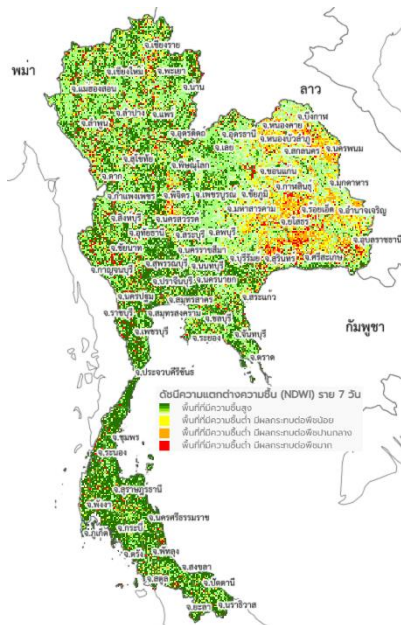 พม่า
ลาว
กัมพูชา
จ.เชียงราย
จ.เชียงใหม่
จ.พะเยา
จ.แม่ฮ่องสอน
จ.น่าน
จ.ลำปาง
จ.แพร่
จ.ลำพูน
จ.อุตรดิตถ์
จ.สุโขทัย
จ.พิษณุโลก
จ.ตาก
จ.เลย
จ.อุดรธานี
จ.บึงกาฬ
จ.หนองคาย
จ.หนองบัวลำภู
จ.สกลนคร
จ.นครพนม
จ.ขอนแก่น
จ.กาฬสินธุ์
จ.มุกดาหาร
จ.กำแพงเพชร
จ.พิจิตร
จ.เพชรบูรณ์
จ.ชัยภูมิ
จ.มหาสารคาม
จ.ร้อยเอ็ด
จ.อำนาจเจริญ
จ.ยโสธร
จ.สิงห์บุรี
จ.นครสวรรค์
จ.อุทัยธานี
จ.สระบุรี
จ.ลพบุรี
จ.อุบลราชธานี
จ.ชัยนาท
จ.นครราชสีมา
จ.บุรีรัมย์
จ.สุรินทร์
จ.ศรีสะเกษ
จ.สุพรรณบุรี
จ.นนทบุรี
จ.กาญจนบุรี
จ.ปราจีนบุรี
จ.นครนายก
จ.สระแก้ว
จ.นครปฐม
จ.สมุทรสาคร
จ.ราชบุรี
จ.สมุทรสงคราม
จ.ชลบุรี
จ.เพชรบุรี
จ.ระยอง
จ.จันทบุรี
จ.ตราด
จ.ประจวบคีรีขันธ์
ดัชนีความแตกต่างความชื้น (NDWI) ราย 7 วัน
พื้นที่ที่มีความชื้นสูง
พื้นที่ที่มีความชื้นต่ำ มีผลกระทบต่อพืชน้อย
พื้นที่ที่มีความชื้นต่ำ มีผลกระทบต่อพืชปานกลาง
พื้นที่ที่มีความชื้นต่ำ มีผลกระทบต่อพืชมาก
จ.ชุมพร
จ.ระนอง
จ.สุราษฎร์ธานี
จ.พังงา
จ.นครศรีธรรมราช
จ.กระบี่
จ.ภูเก็ต
จ.ตรัง
จ.พัทลุง
จ.สงขลา
จ.สตูล
จ.ปัตตานี
จ.ยะลา
จ.นราธิวาส